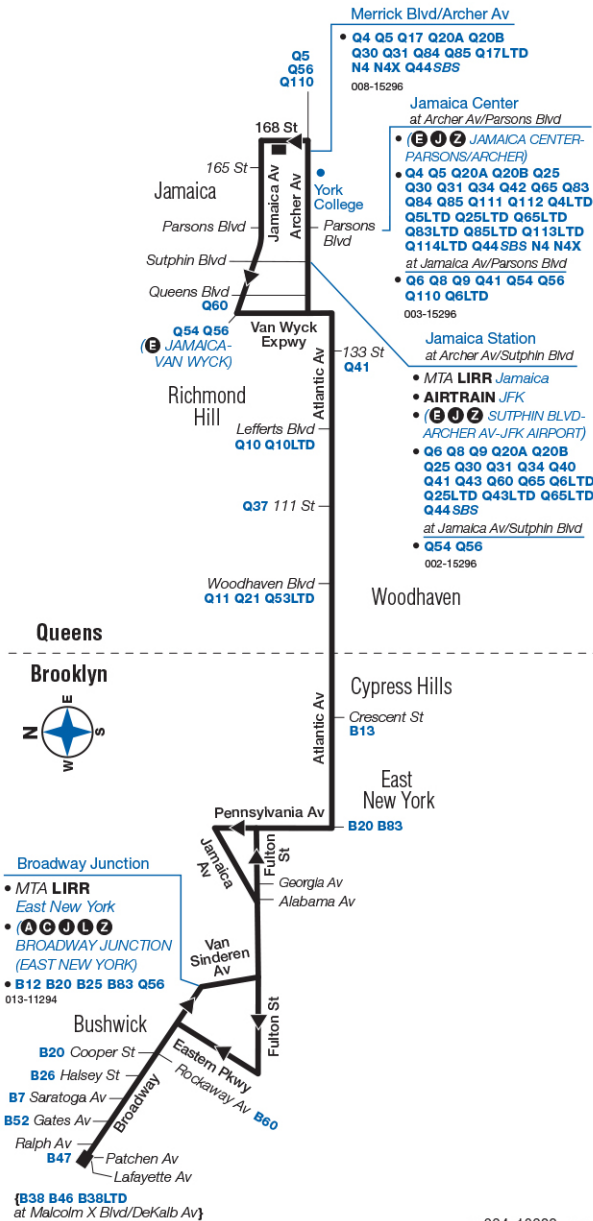 Merrick Blvd/Archer Av
• Q4 Q5 Q17 Q20A Q20B
Q30 Q31 Q84 Q85 Q17LTD
N4 N4X Q44SBS
008-15296
Q5
Q56
Q110
168 St
165 St
Jamaica
Jamaica Av
Archer Av
York
College
Parsons Blvd
Parsons
Blvd
Sutphin Blvd
Queens Blvd
Q60
Q54 Q56
(E JAMAICA-
VAN WYCK)
Van Wyck
Expwy
Jamaica Center
at Archer Av/Parsons Blvd
• (E J Z JAMAICA CENTER-
PARSONS/ARCHER)
• Q4 Q5 Q20A Q20B Q25
Q30 Q31 Q34 Q42 Q65 Q83
Q84 Q85 Q111 Q112 Q4LTD
Q5LTD Q25LTD Q65LTD
Q83LTD Q85LTD Q113LTD
Q114LTD Q44SBS N4 N4X
at Jamaica Av/Parsons Blvd
• Q6 Q8 Q9 Q41 Q54 Q56
Q110 Q6LTD
003-15296
Jamaica Station
at Archer Av/Sutphin Blvd
• MTA LIRR Jamaica
• AIRTRAIN JFK
• (E J Z SUTPHIN BLVD-
ARCHER AV-JFK AIRPORT)
• Q6 Q8 Q9 Q20A Q20B
Q25 Q30 Q31 Q34 Q40
Q41 Q43 Q60 Q65 Q6LTD
Q25LTD Q43LTD Q65LTD
Q44SBS
at Jamaica Av/Sutphin Blvd
• Q54 Q56
002-15296
Atlantic Av
133 St
Q41
Richmond
Hill
Lefferts Blvd
Q10 Q10LTD
Q37 111 St
Woodhaven Blvd
Q11 Q21 Q53LTD
Woodhaven
Queens
Brooklyn
N
E
S
W
Cypress Hills
Atlantic Av
Crescent St
B13
East
New York
Pennsylvania Av
B20 B83
Jamaica
Av
Fulton
St
Georgia Av
Alabama Av
Broadway Junction
• MTA LIRR
East New York
• (A C J L Z
BROADWAY JUNCTION
(EAST NEW YORK)
• B12 B20 B25 B83 Q56
013-11294
Van
Sinderen
Av
Fulton St
Bushwick
Eastern Pkwy
Rockaway Av B60
Broadway
B20 Cooper St
B26 Halsey St
B7 Saratoga Av
B52 Gates Av
Ralph Av
B47
Patchen Av
Lafayette Av
{B38 B46 B38LTD
at Malcolm X Blvd/DeKalb Av}